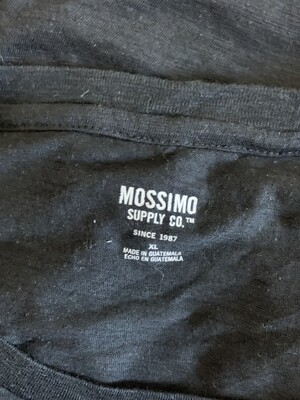 MOSSIMO
SUPPLY CO.™
SINCE 1987
XL
MADE IN GUATEMALA
ECHO EN GUATEMALA